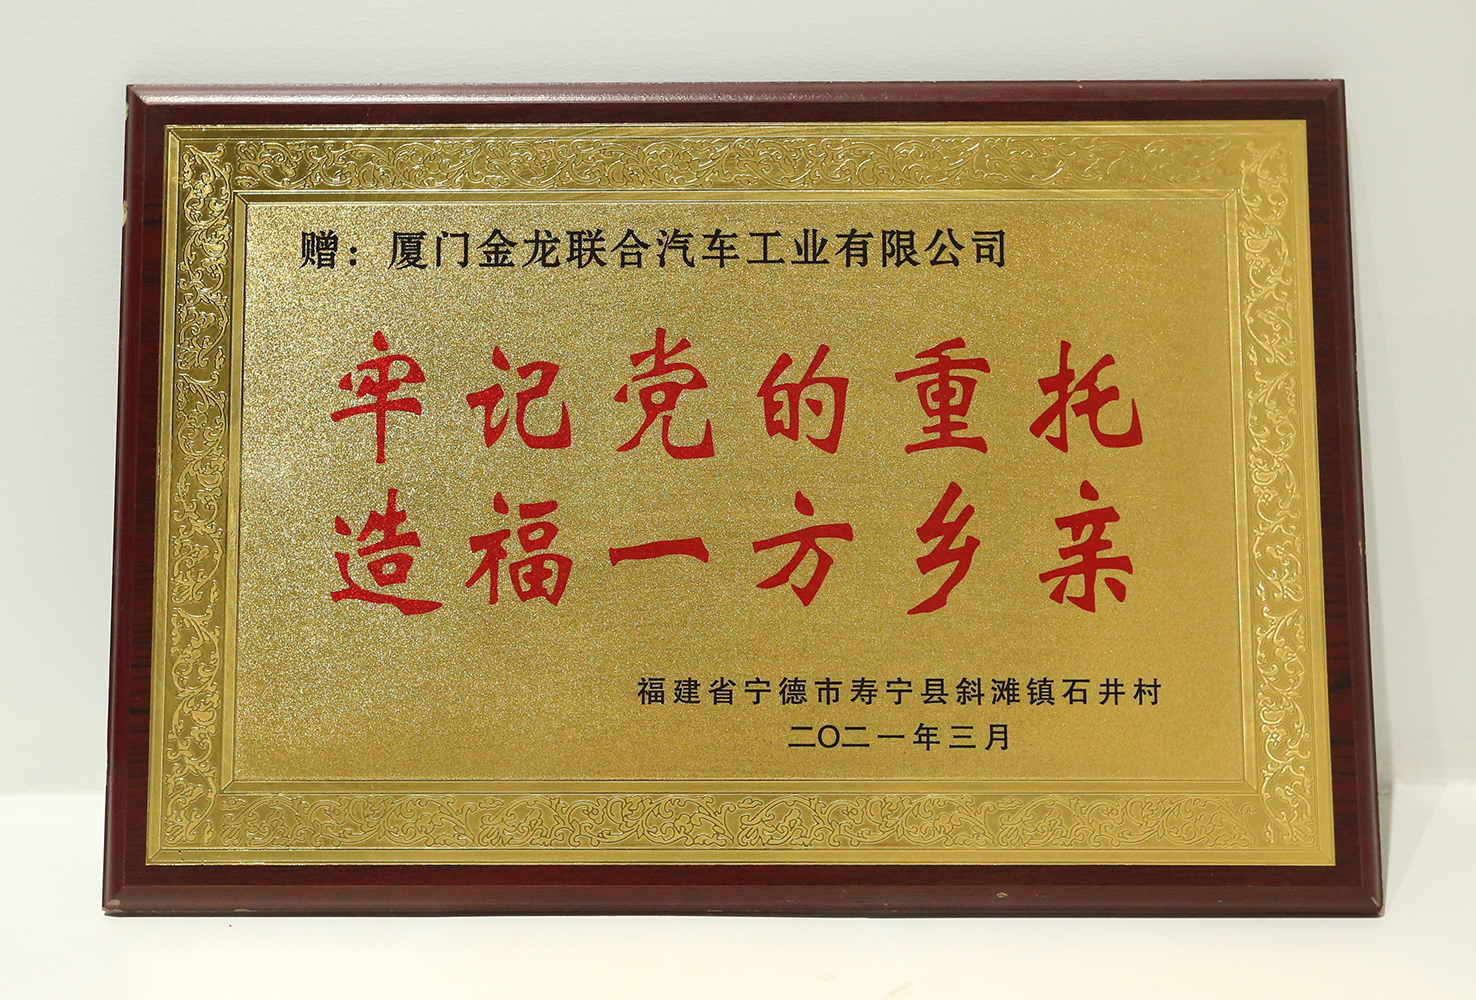 赠：厦门金龙联合汽车工业有限公司
牢记党的重托
造福一方乡亲
福建省宁德市寿宁县斜滩镇石井村
二〇二一年三月